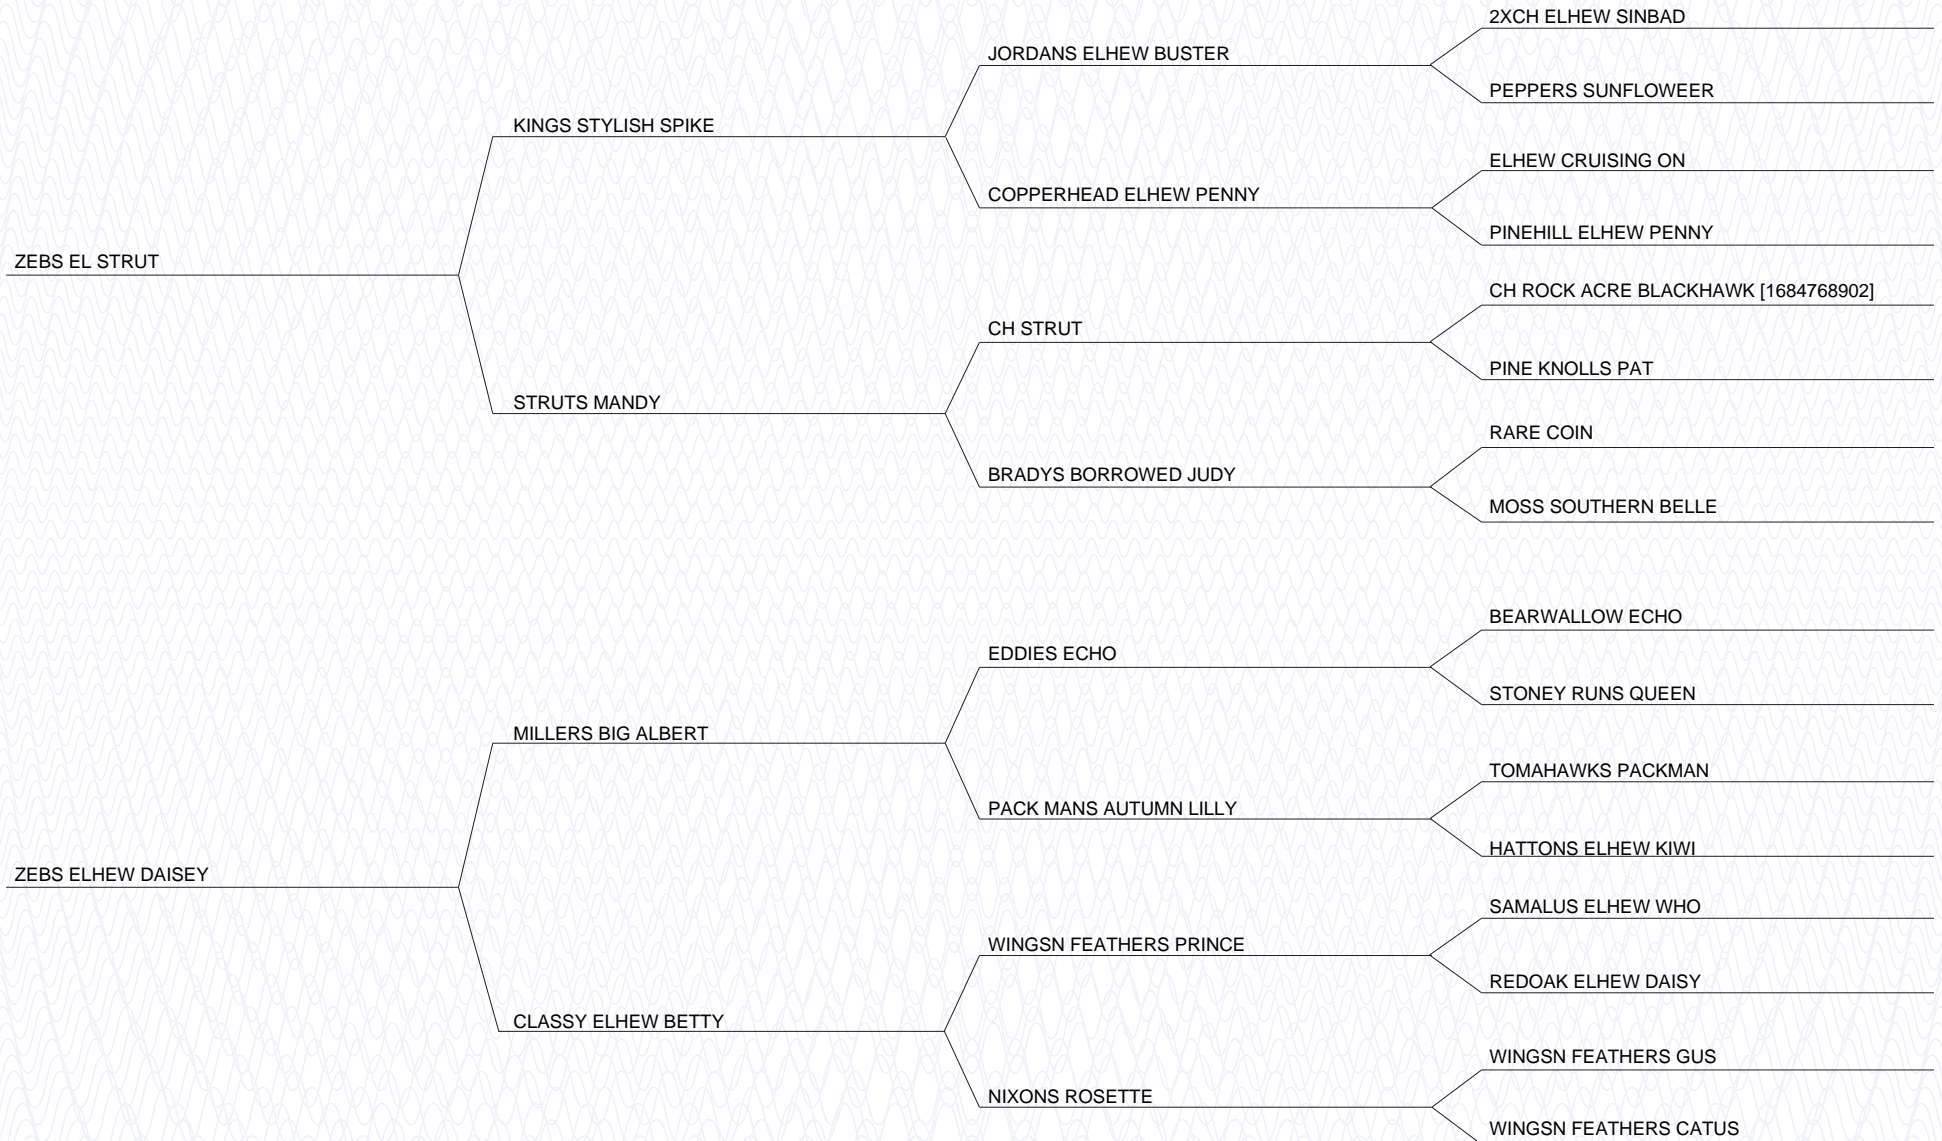 2XCH ELHEW SINBAD
JORDANS ELHEW BUSTER
PEPPERS SUNFLOWEER
KINGS STYLISH SPIKE
ELHEW CRUISING ON
COPPERHEAD ELHEW PENNY
PINEHILL ELHEW PENNY
ZEBS EL STRUT
CH ROCK ACRE BLACKHAWK [1684768902]
CH STRUT
PINE KNOLLS PAT
STRUTS MANDY
RARE COIN
BRADYS BORROWED JUDY
MOSS SOUTHERN BELLE
BEARWALLOW ECHO
EDDIES ECHO
STONEY RUNS QUEEN
MILLERS BIG ALBERT
TOMAHAWKS PACKMAN
PACK MANS AUTUMN LILLY
HATTONS ELHEW KIWI
ZEBS ELHEW DAISEY
SAMALUS ELHEW WHO
WINGSN FEATHERS PRINCE
REDOAK ELHEW DAISY
CLASSY ELHEW BETTY
WINGSN FEATHERS GUS
NIXONS ROSETTE
WINGSN FEATHERS CATUS